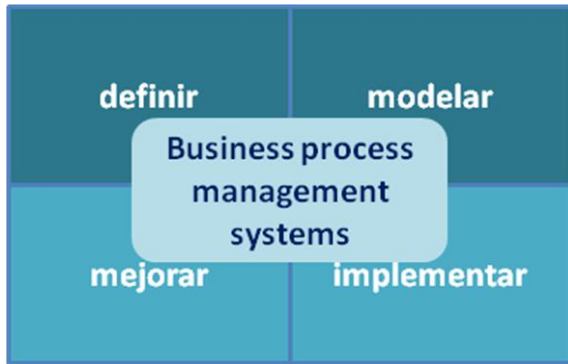 definir
modelar
Business process
management
systems
mejorar
implementar